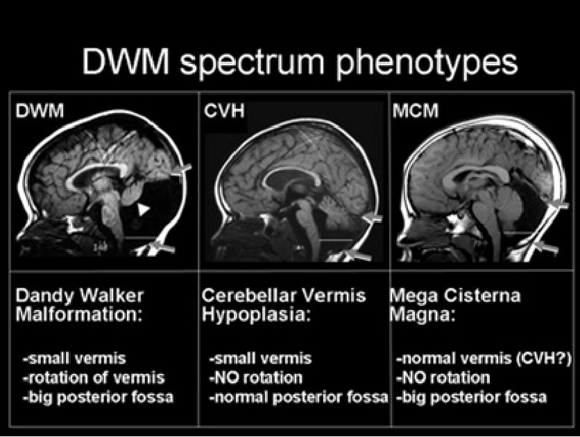 DWM spectrum phenotypes
DWM
CVH
MCM
Dandy Walker
Malformation:
-small vermis
-rotation of vermis
-big posterior fossa
Cerebellar Vermis
Hypoplasia:
-small vermis
-NO rotation
-normal posterior fossa
Mega Cisterna
Magna:
-normal vermis (CVH?)
-NO rotation
-big posterior fossa